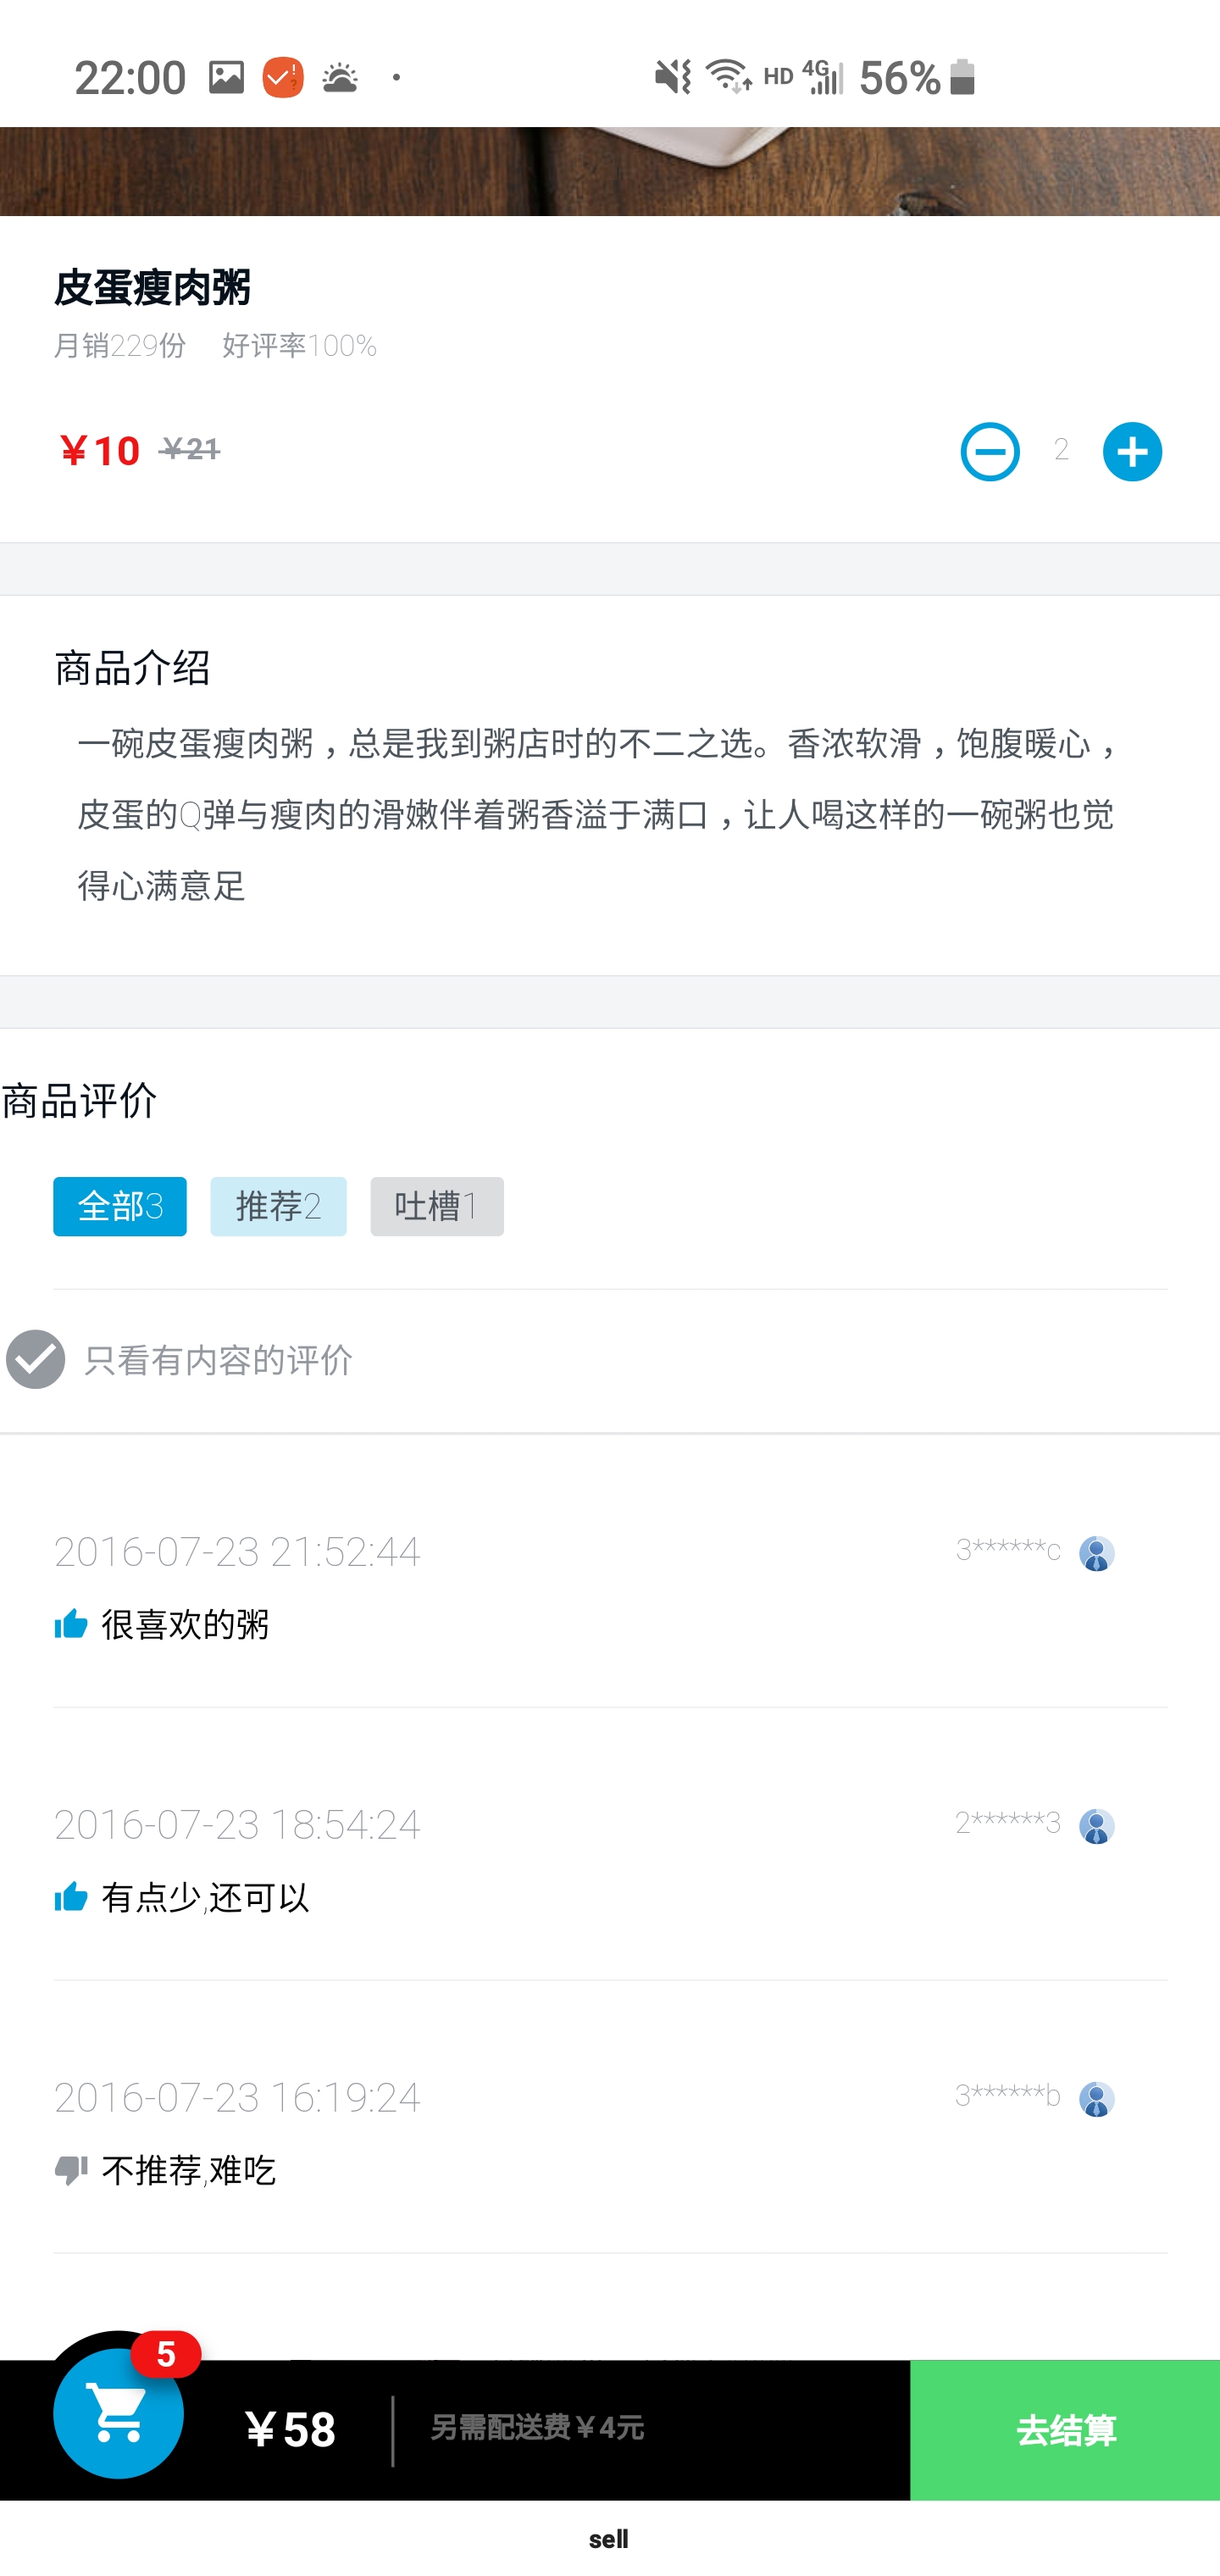 22:00 HD 4G 56%
皮蛋瘦肉粥
月销229份 好评率100%
￥10 ￥21 2
商品介绍
一碗皮蛋瘦肉粥，总是我到粥店时的不二之选。香浓软滑，饱腹暖心，
皮蛋的Q弹与瘦肉的滑嫩伴着粥香溢于满口，让人喝这样的一碗粥也觉
得心满意足
商品评价
全部3 推荐2 吐槽1
只看有内容的评价
2016-07-23 21:52:44 3******c
很喜欢的粥
2016-07-23 18:54:24 2******3
有点少,还可以
2016-07-23 16:19:24 3******b
不推荐,难吃
5
￥58 另需配送费￥4元 去结算
sell